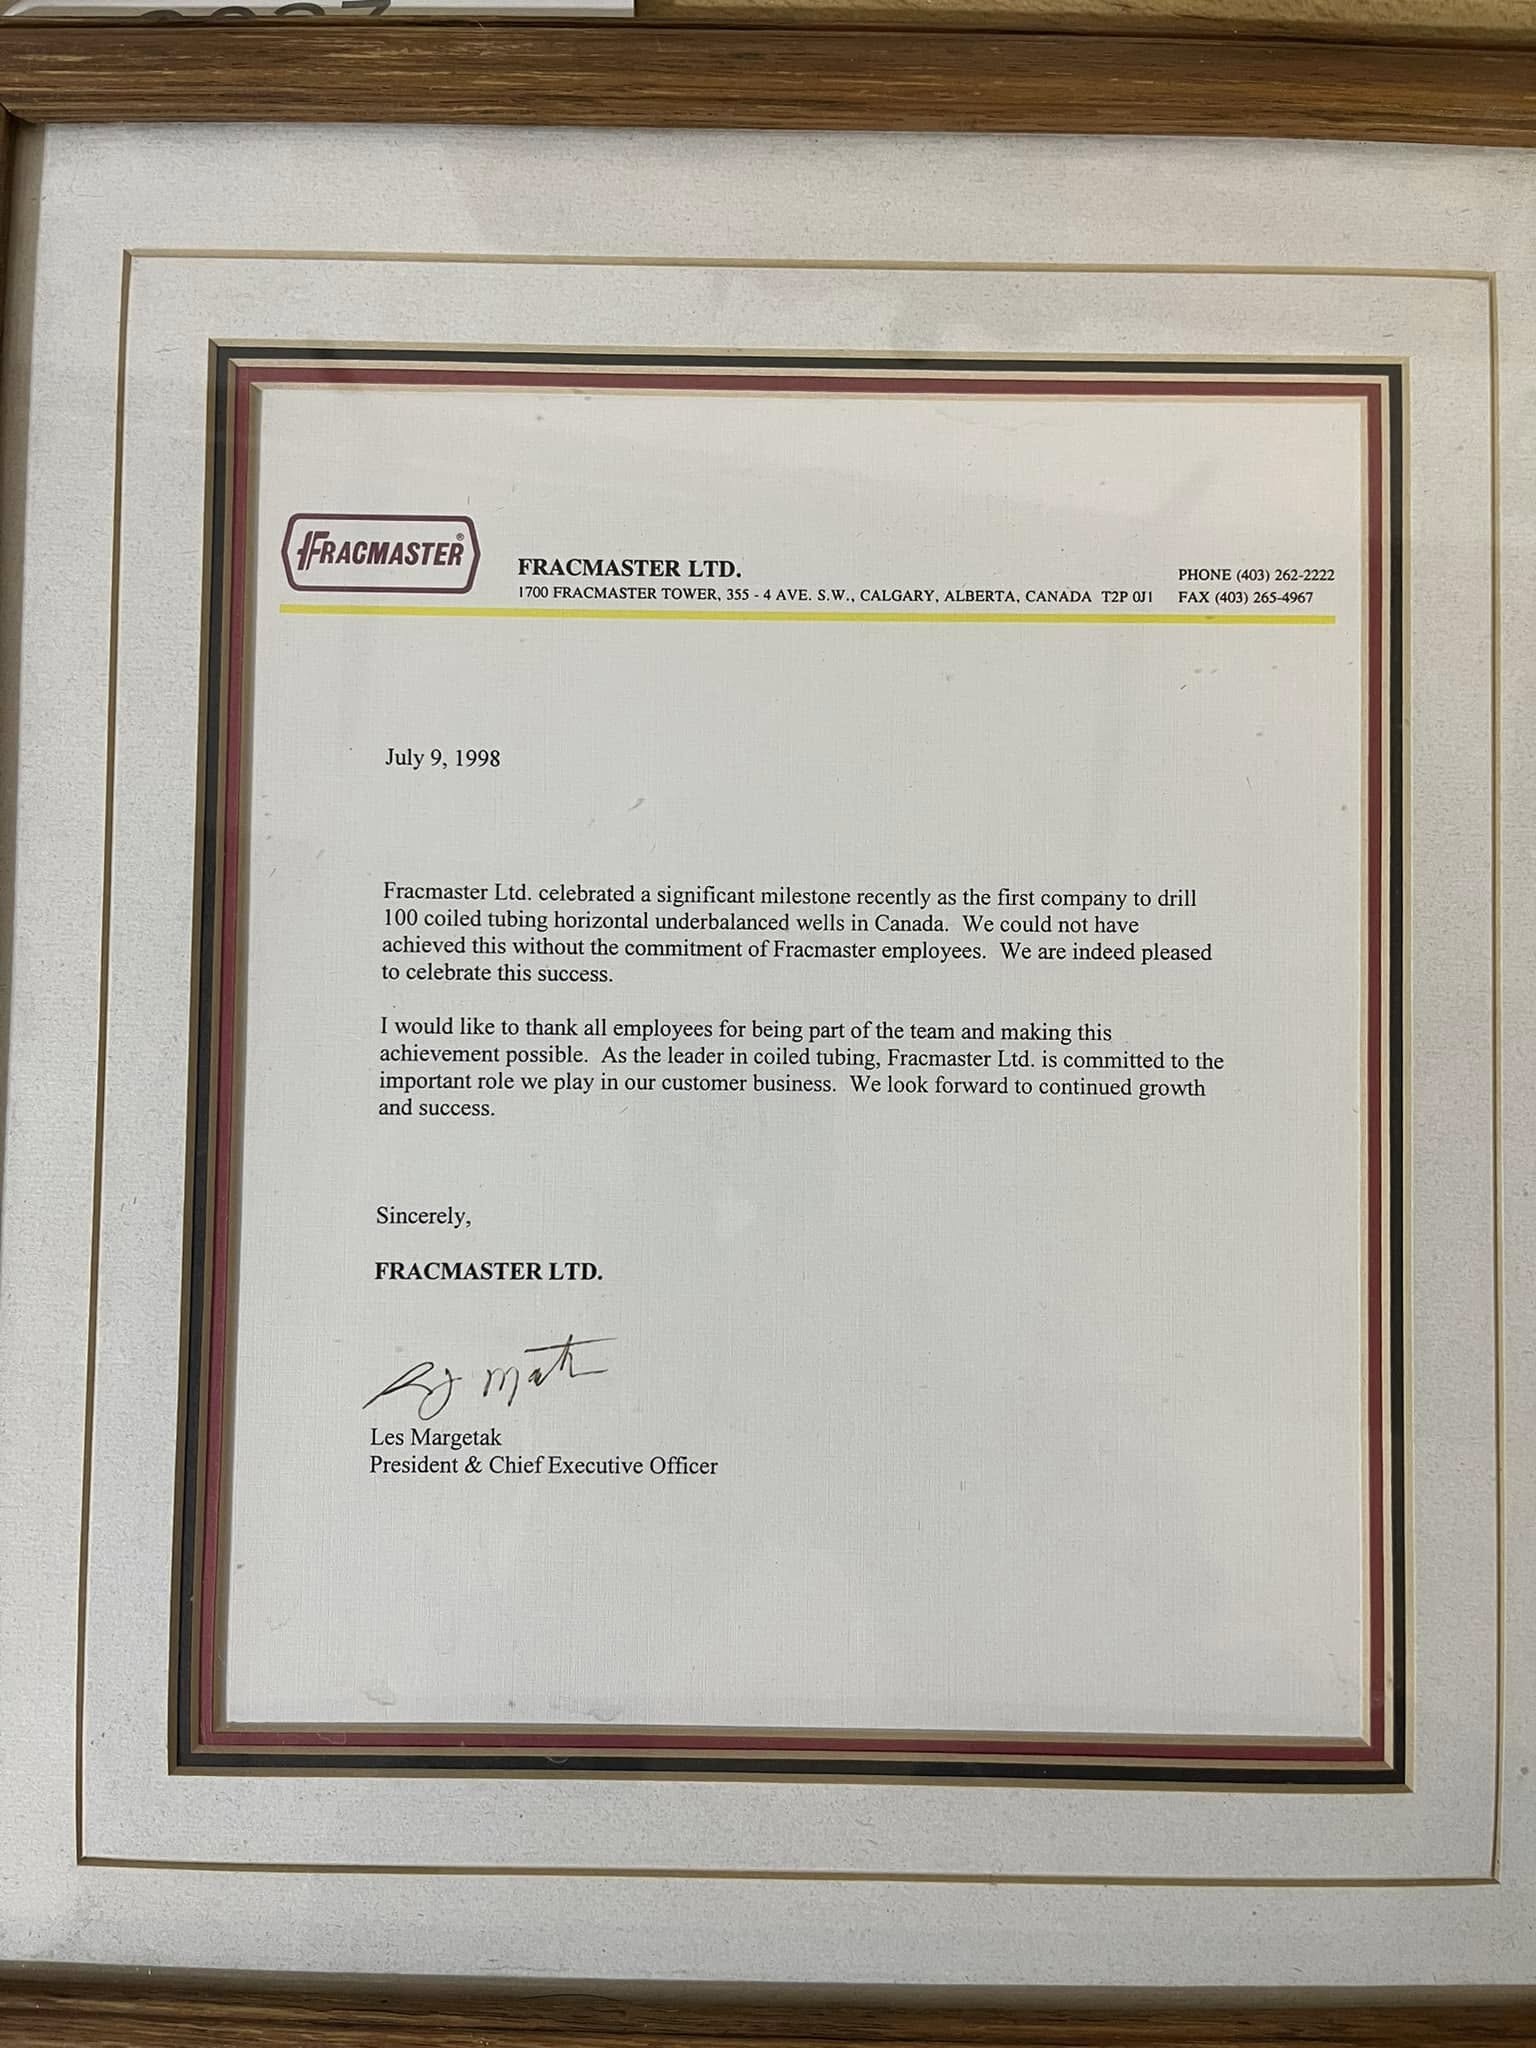 FRACMASTER®
FRACMASTER LTD.
1700 FRACMASTER TOWER, 355 - 4 AVE. S.W., CALGARY, ALBERTA, CANADA T2P 0J1
PHONE (403) 262-2222
FAX (403) 265-4967
July 9, 1998
Fracmaster Ltd. celebrated a significant milestone recently as the first company to drill
100 coiled tubing horizontal underbalanced wells in Canada. We could not have
achieved this without the commitment of Fracmaster employees. We are indeed pleased
to celebrate this success.
I would like to thank all employees for being part of the team and making this
achievement possible. As the leader in coiled tubing, Fracmaster Ltd. is committed to the
important role we play in our customer business. We look forward to continued growth
and success.
Sincerely,
FRACMASTER LTD.
Les Margetak
President & Chief Executive Officer